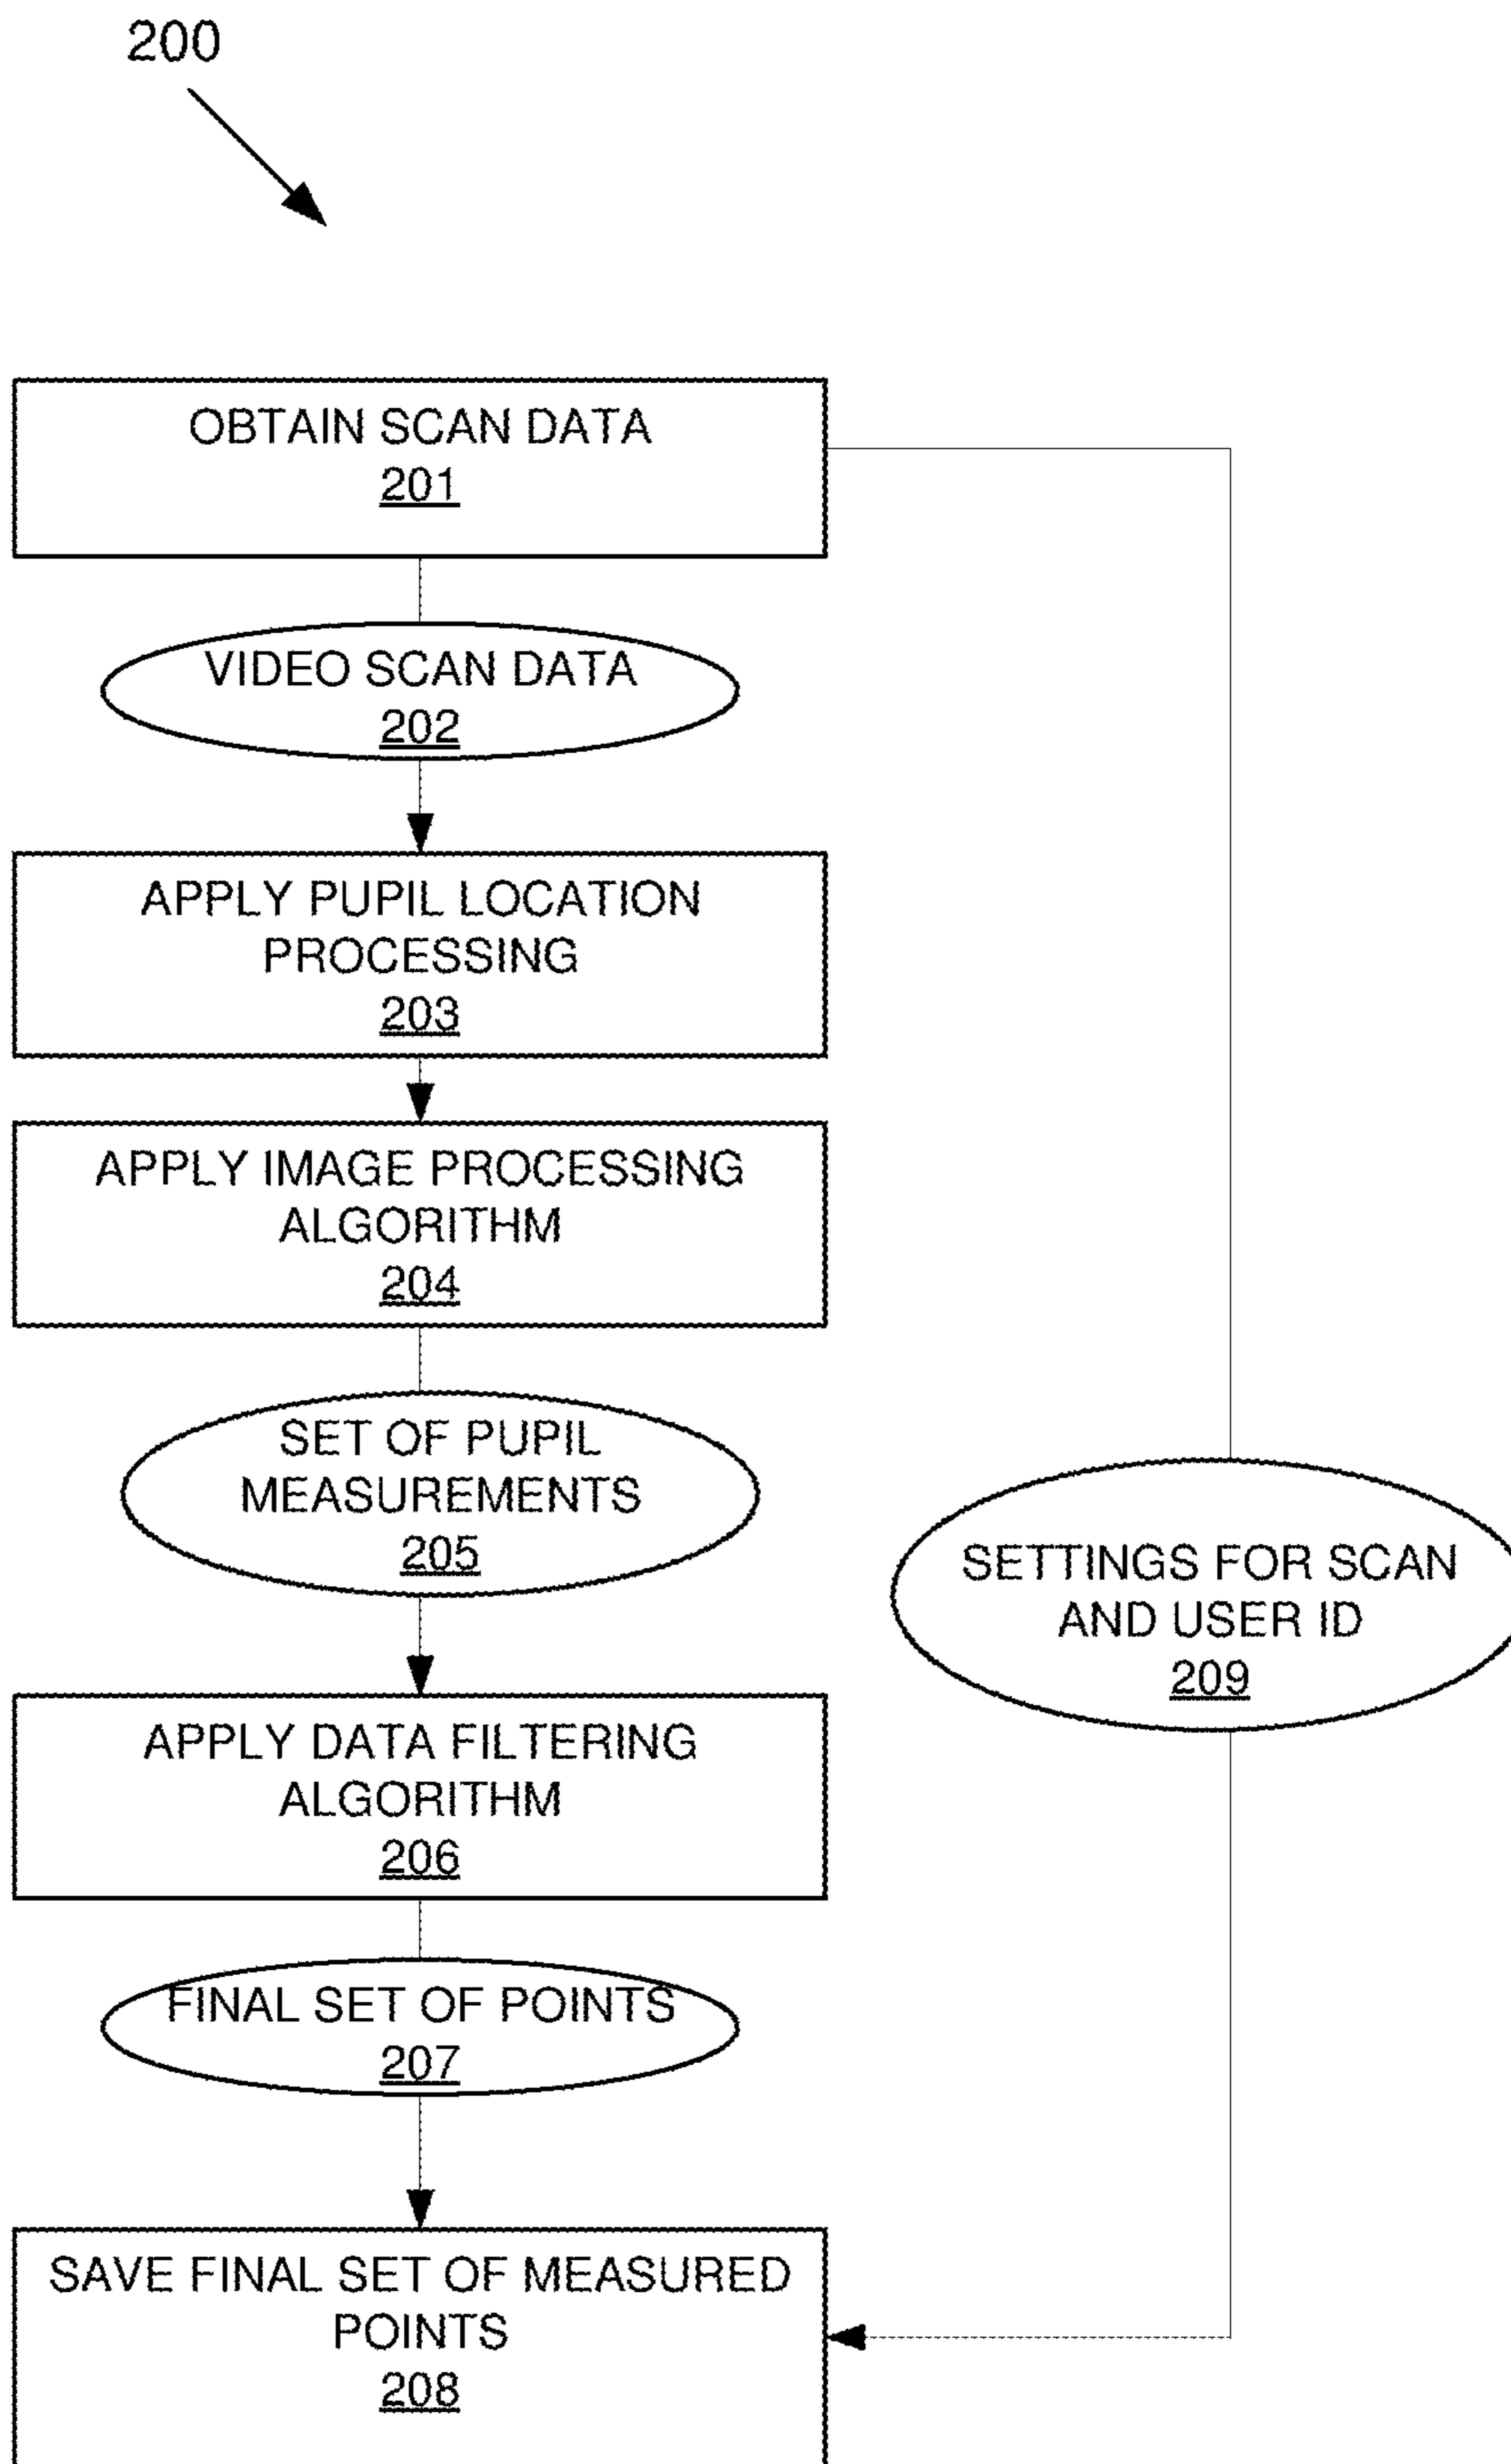 200
OBTAIN SCAN DATA
201
VIDEO SCAN DATA
202
APPLY PUPIL LOCATION
PROCESSING
203
APPLY IMAGE PROCESSING
ALGORITHM
204
SET OF PUPIL
MEASUREMENTS
205
SETTINGS FOR SCAN
AND USER ID
209
APPLY DATA FILTERING
ALGORITHM
206
FINAL SET OF POINTS
207
SAVE FINAL SET OF MEASURED
POINTS
208